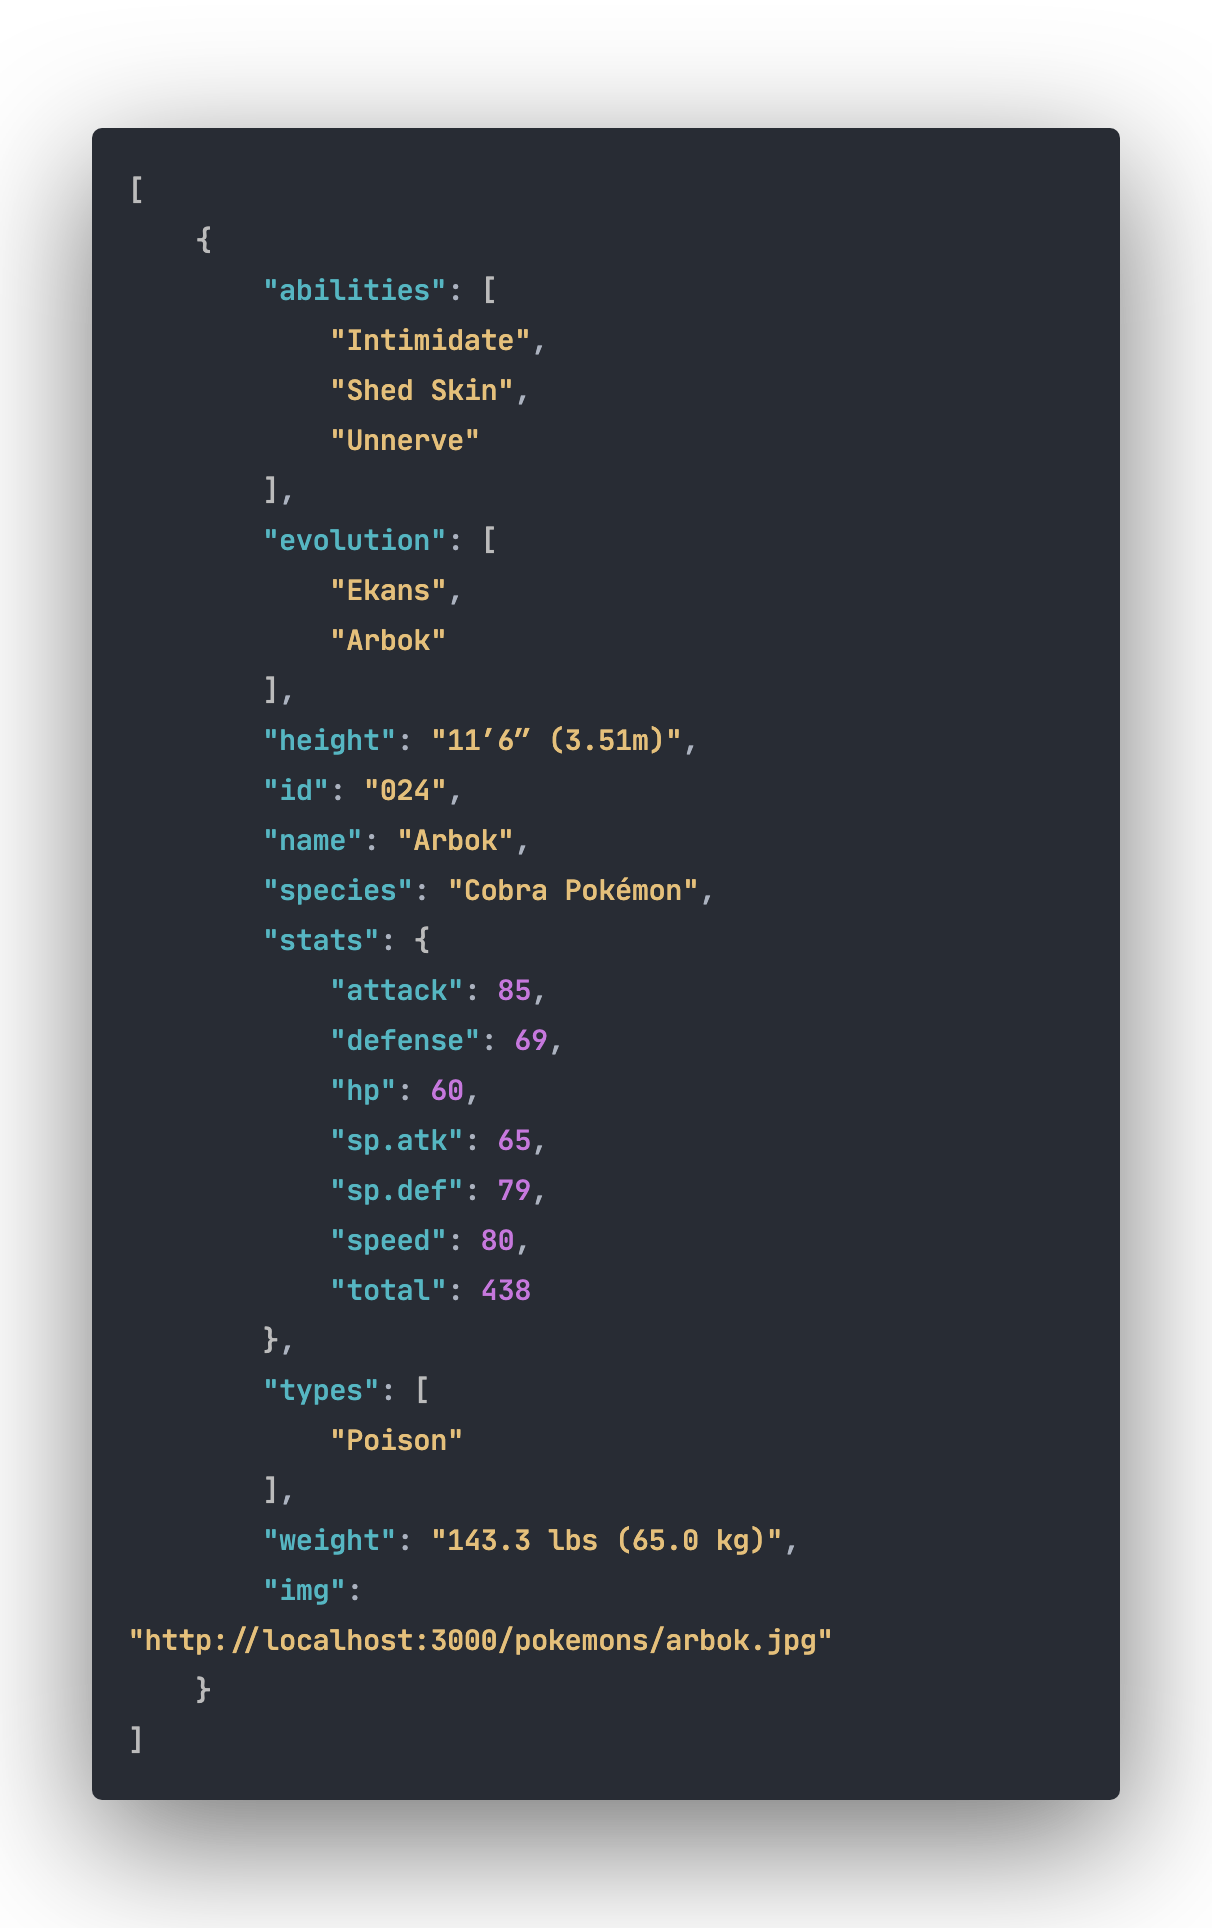 [
    {
        "abilities": [
            "Intimidate",
            "Shed Skin",
            "Unnerve"
        ],
        "evolution": [
            "Ekans",
            "Arbok"
        ],
        "height": "11’6” (3.51m)",
        "id": "024",
        "name": "Arbok",
        "species": "Cobra Pokémon",
        "stats": {
            "attack": 85,
            "defense": 69,
            "hp": 60,
            "sp.atk": 65,
            "sp.def": 79,
            "speed": 80,
            "total": 438
        },
        "types": [
            "Poison"
        ],
        "weight": "143.3 lbs (65.0 kg)",
        "img":
"http://localhost:3000/pokemons/arbok.jpg"
    }
]